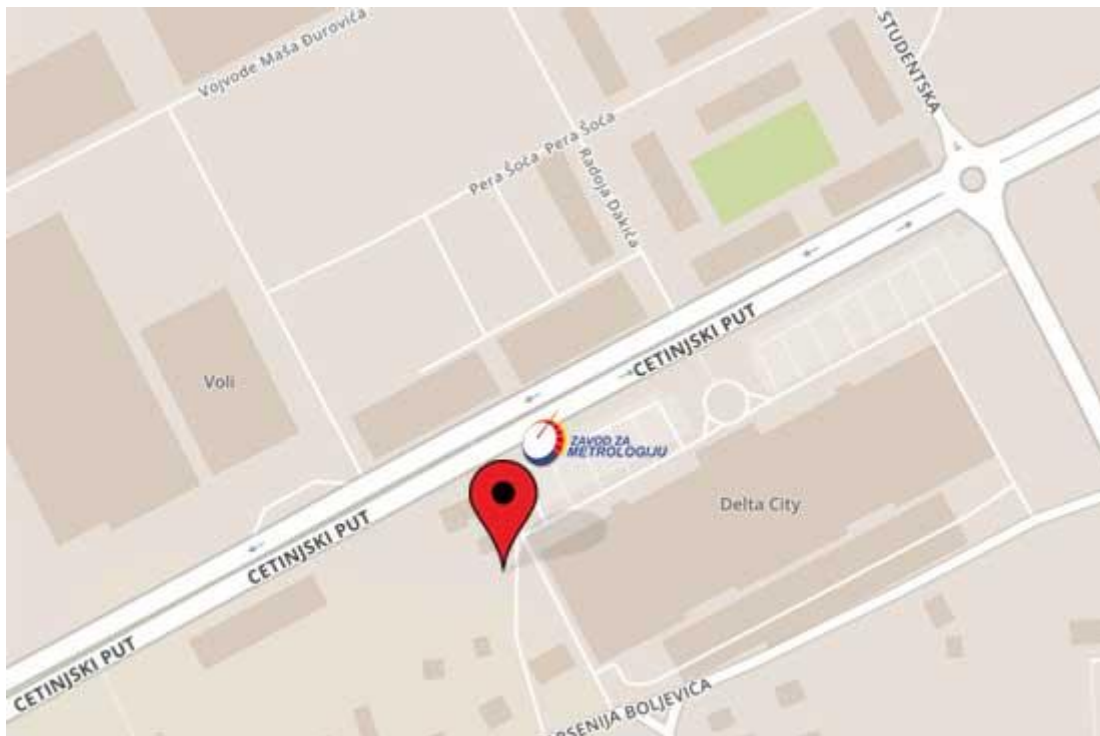 STUDENTSKA
Vojvode Maša Đurovića
Pera Šoća Pera Šoća
Radoja Dakića
CETINJSKI PUT
Voli
ZAVOD ZA
METROLOGIJU
Delta City
CETINJSKI PUT
CETINJSKI PUT
RSENIJA BOLJEVIĆA